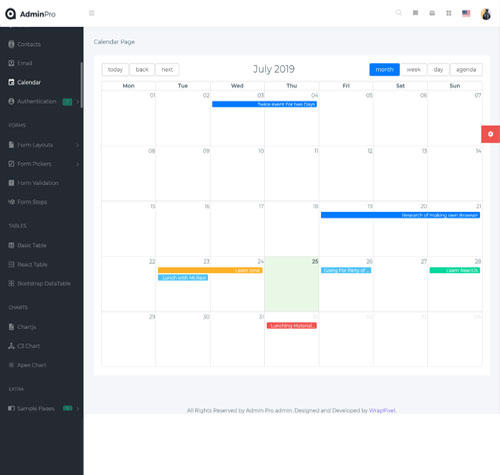 AdminPro
Contacts
Email
Calendar
Authentication
FORMS
Form Layouts
Form Pickers
Form Validation
Form Steps
TABLES
Basic Table
React Table
Bootstrap DataTable
CHARTS
Chartjs
C3 Chart
Apex Chart
EXTRA
Sample Pages
Calendar Page
today back next
July 2019
month week day agenda
Mon Tue Wed Thu Fri Sat Sun
01 02 03 04 05 06 07
Twice event For two Days
08 09 10 11 12 13 14
15 16 17 18 19 20 21
Research of making own Browser
22 23 24 25 26 27 28
Learn Ionic
Going For Party of ...
Learn ReactJs
Lunch with Mr.Raw
29 30 31 01 02 03 04
Lunching Material...
All Rights Reserved by Admin Pro admin. Designed and Developed by WrapPixel.